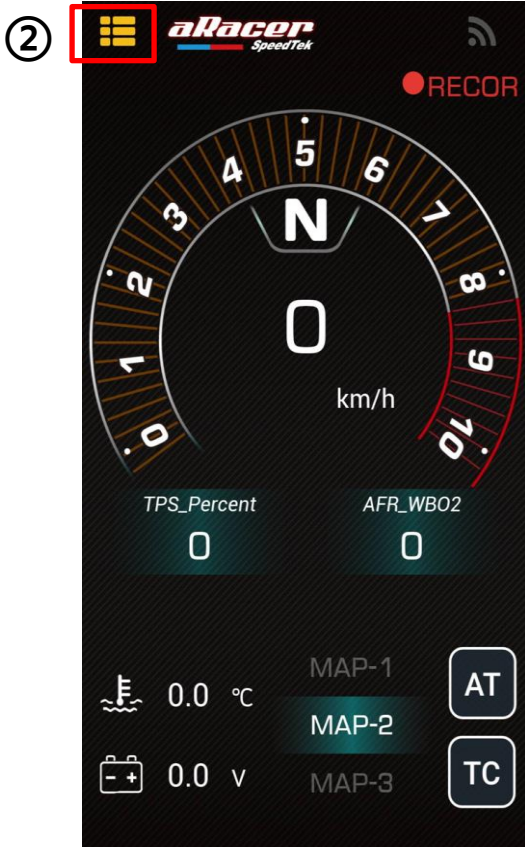 ②
aRacer
SpeedTek
RECOR
0 1 2 3 4 5 6 7 8 9 10
N
0
km/h
TPS_Percent AFR_WBO2
0 0
MAP-1
0.0 ℃ MAP-2 AT
0.0 V MAP-3 TC